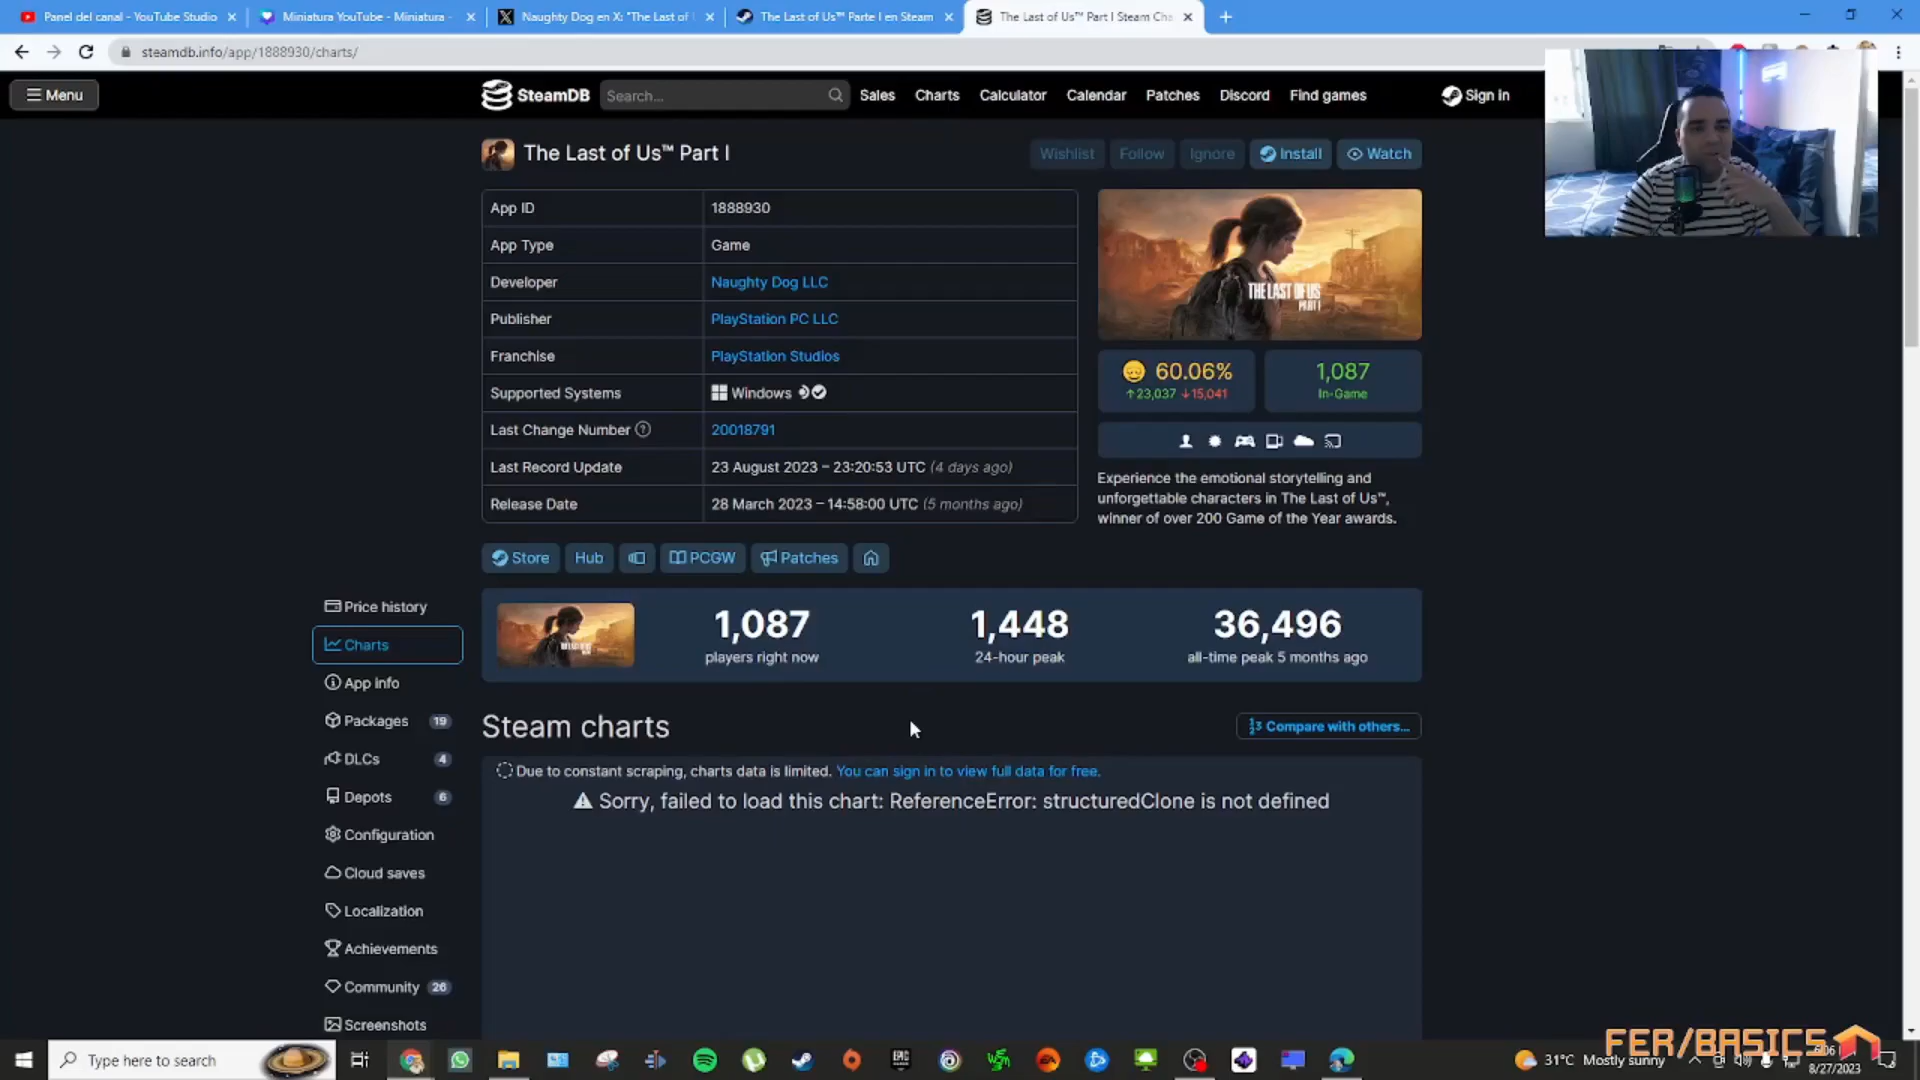 Panel del canal - YouTube Studio
Miniatura YouTube - Miniatura -
Naughty Dog en X: "The Last of
The Last of Us™ Parte I en Steam
The Last of Us™ Part I Steam Cha
steamdb.info/app/1888930/charts/
Menu
SteamDB
Search...
Sales
Charts
Calculator
Calendar
Patches
Discord
Find games
Sign in
The Last of Us™ Part I
Wishlist
Follow
Ignore
Install
Watch
App ID 1888930
App Type Game
Developer Naughty Dog LLC
Publisher PlayStation PC LLC
Franchise PlayStation Studios
Supported Systems Windows
Last Change Number 20018791
Last Record Update 23 August 2023 – 23:20:53 UTC (4 days ago)
Release Date 28 March 2023 – 14:58:00 UTC (5 months ago)
THE LAST OF US
PART I
60.06%
↑23,037 ↓15,041
1,087
In-Game
Experience the emotional storytelling and
unforgettable characters in The Last of Us™,
winner of over 200 Game of the Year awards.
Store
Hub
PCGW
Patches
1,087
players right now
1,448
24-hour peak
36,496
all-time peak 5 months ago
Price history
Charts
App info
Packages 19
DLCs 4
Depots 6
Configuration
Cloud saves
Localization
Achievements
Community 26
Screenshots
Steam charts
Compare with others...
Due to constant scraping, charts data is limited. You can sign in to view full data for free.
Sorry, failed to load this chart: ReferenceError: structuredClone is not defined
Type here to search
EPIC
EA
31°C Mostly sunny
8/27/2023
FER/BASICS